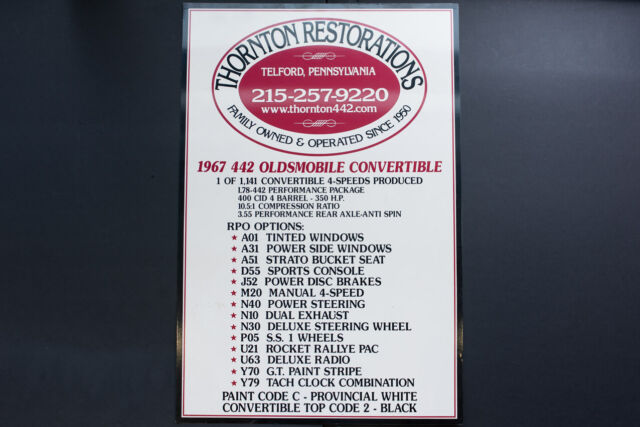 THORNTON RESTORATIONS
TELFORD, PENNSYLVANIA
215-257-9220
www.thornton442.com
FAMILY OWNED & OPERATED SINCE 1950
1967 442 OLDSMOBILE CONVERTIBLE
1 OF 1,141 CONVERTIBLE 4-SPEEDS PRODUCED
L78-442 PERFORMANCE PACKAGE
400 CID 4 BARREL - 350 H.P.
10.5:1 COMPRESSION RATIO
3.55 PERFORMANCE REAR AXLE-ANTI SPIN
RPO OPTIONS:
★ A01 TINTED WINDOWS
★ A31 POWER SIDE WINDOWS
★ A51 STRATO BUCKET SEAT
★ D55 SPORTS CONSOLE
★ J52 POWER DISC BRAKES
★ M20 MANUAL 4-SPEED
★ N40 POWER STEERING
★ N10 DUAL EXHAUST
★ N30 DELUXE STEERING WHEEL
★ P05 S.S. 1 WHEELS
★ U21 ROCKET RALLYE PAC
★ U63 DELUXE RADIO
★ Y70 G.T. PAINT STRIPE
★ Y79 TACH CLOCK COMBINATION
PAINT CODE C - PROVINCIAL WHITE
CONVERTIBLE TOP CODE 2 - BLACK